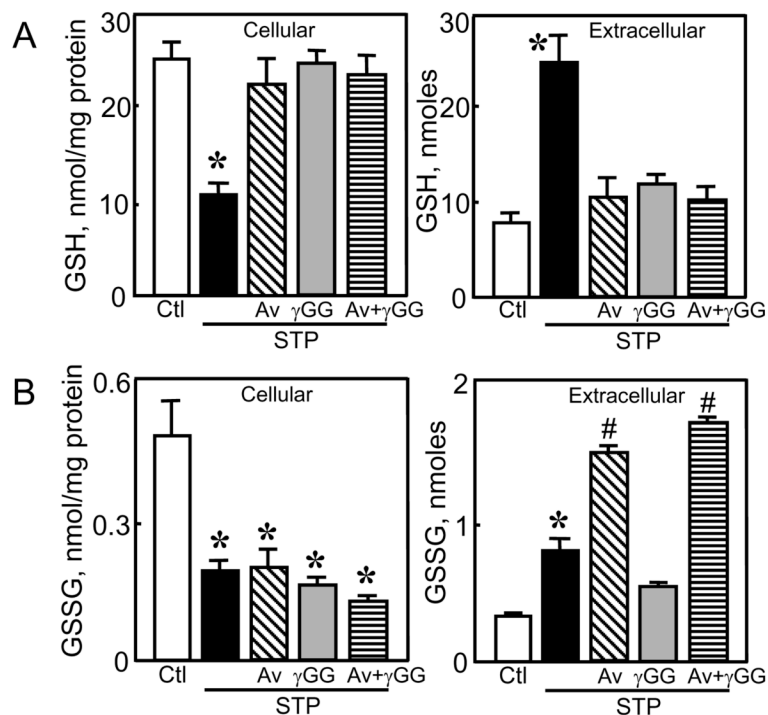 A
Cellular
GSH, nmol/mg protein
30
20
10
0
*
Ctl
Av γGG Av+γGG
STP
Extracellular
GSH, nmoles
30
20
10
0
*
Ctl
Av γGG Av+γGG
STP
B
Cellular
GSSG, nmol/mg protein
0.6
0.3
0
* * * *
Ctl
Av γGG Av+γGG
STP
Extracellular
GSSG, nmoles
2
1
0
* # #
Ctl
Av γGG Av+γGG
STP